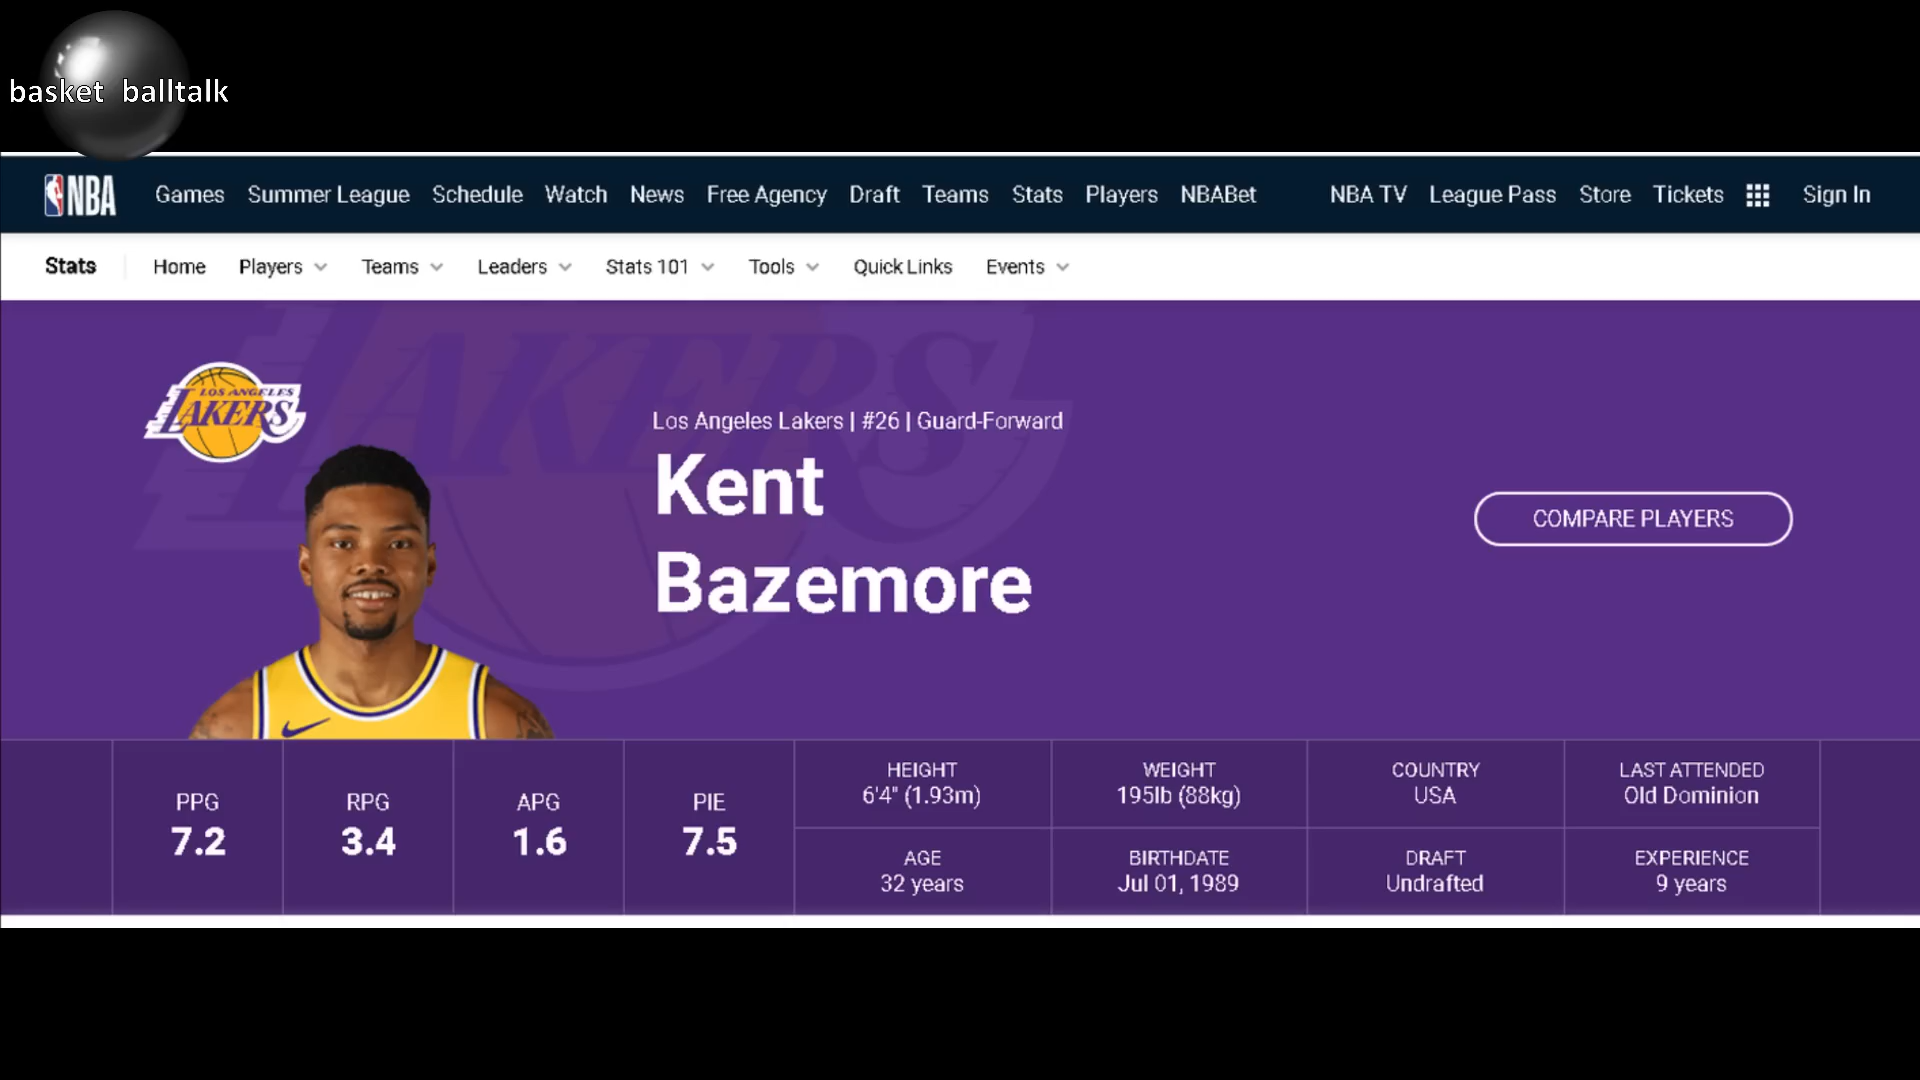 basket balltalk
NBA Games Summer League Schedule Watch News Free Agency Draft Teams Stats Players NBABet NBA TV League Pass Store Tickets Sign In
Stats Home Players Teams Leaders Stats 101 Tools Quick Links Events
LAKERS
LOS ANGELES
LAKERS
Los Angeles Lakers | #26 | Guard-Forward
Kent
Bazemore
COMPARE PLAYERS
PPG
7.2
RPG
3.4
APG
1.6
PIE
7.5
HEIGHT
6'4" (1.93m)
WEIGHT
195lb (88kg)
COUNTRY
USA
LAST ATTENDED
Old Dominion
AGE
32 years
BIRTHDATE
Jul 01, 1989
DRAFT
Undrafted
EXPERIENCE
9 years